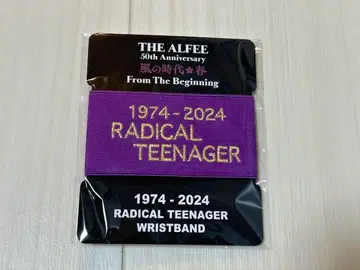 THE ALFEE
50th Anniversary
風の時代★春
From The Beginning
1974-2024
RADICAL
TEENAGER
1974 - 2024
RADICAL TEENAGER
WRISTBAND